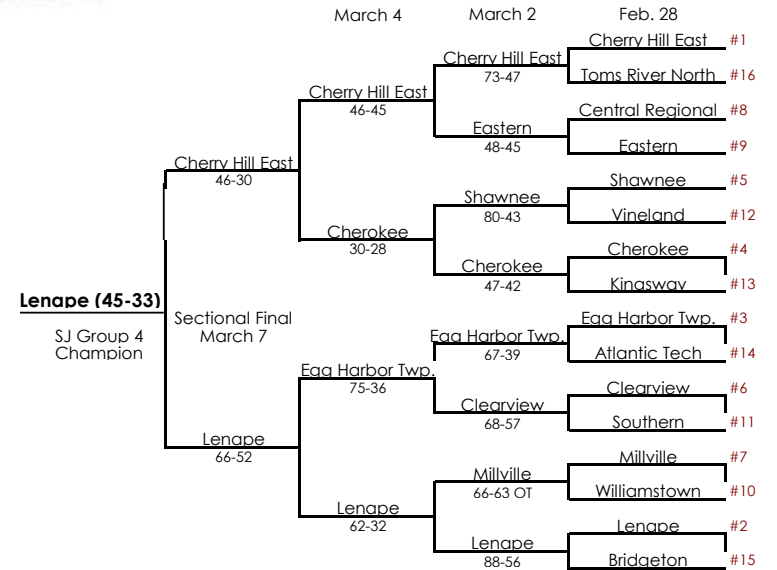 March 4 March 2 Feb. 28
Cherry Hill East #1
Cherry Hill East
73-47
Toms River North #16
Cherry Hill East
46-45
Central Regional #8
Eastern
48-45
Eastern #9
Cherry Hill East
46-30
Shawnee #5
Shawnee
80-43
Vineland #12
Cherokee
30-28
Cherokee #4
Cherokee
47-42
Kingsway #13
Lenape (45-33)
SJ Group 4
Champion
Sectional Final
March 7
Egg Harbor Twp. #3
Egg Harbor Twp.
67-39
Atlantic Tech #14
Egg Harbor Twp.
75-36
Clearview #6
Clearview
68-57
Southern #11
Lenape
66-52
Millville #7
Millville
66-63 OT
Williamstown #10
Lenape
62-32
Lenape #2
Lenape
88-56
Bridgeton #15